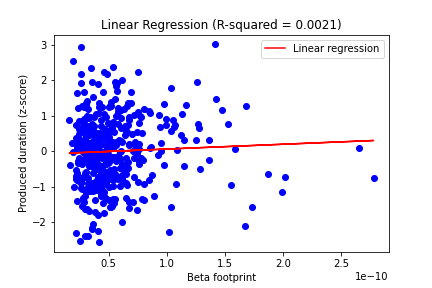 Linear Regression (R-squared = 0.0021)
Linear regression
Produced duration (z-score)
3
2
1
0
−1
−2
0.5
1.0
1.5
2.0
2.5
1e−10
Beta footprint